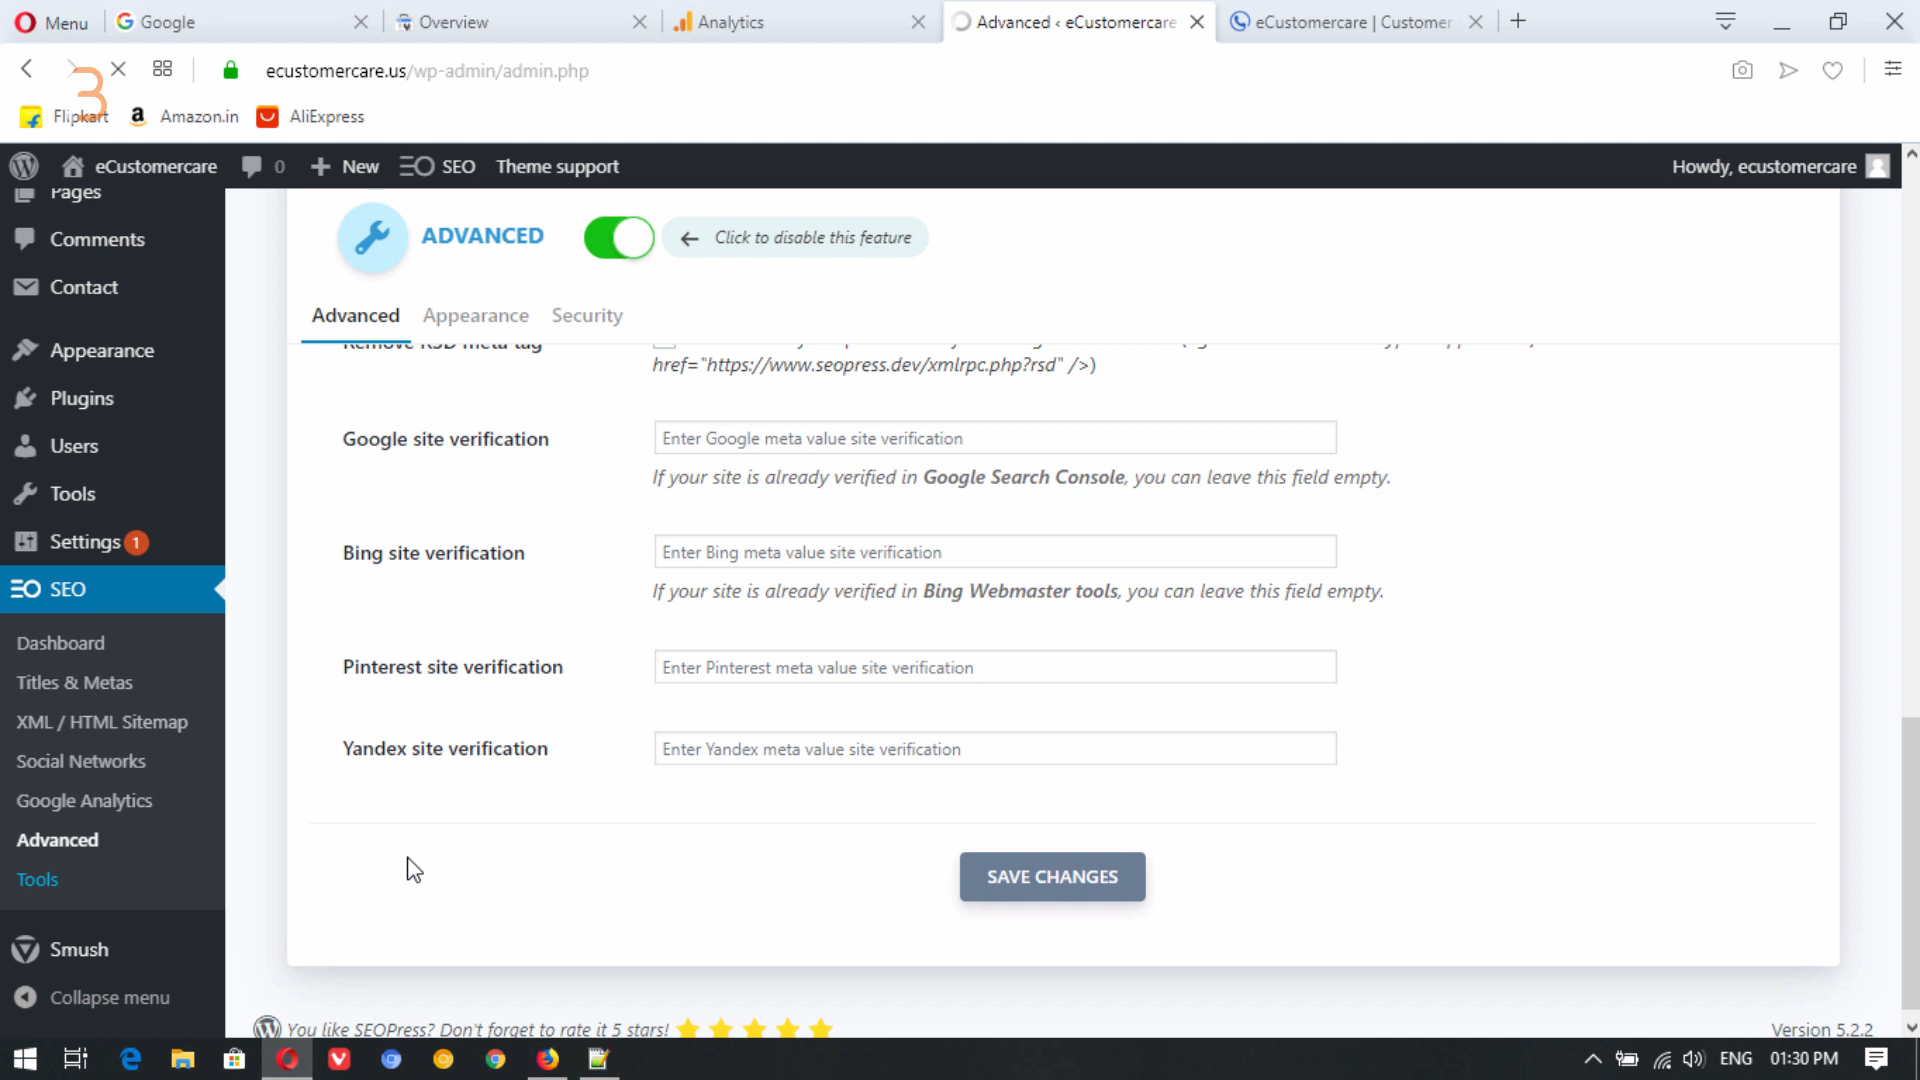 Menu
Google
Overview
Analytics
Advanced ‹ eCustomercare
eCustomercare | Customer
ecustomercare.us/wp-admin/admin.php
3
Flipkart
Amazon.in
AliExpress
eCustomercare
0
New
SEO
Theme support
Howdy, ecustomercare
Pages
Comments
Contact
Appearance
Plugins
Users
Tools
Settings 1
SEO
Dashboard
Titles & Metas
XML / HTML Sitemap
Social Networks
Google Analytics
Advanced
Tools
Smush
Collapse menu
ADVANCED
Click to disable this feature
Advanced
Appearance
Security
Remove RSD meta tag
href="https://www.seopress.dev/xmlrpc.php?rsd" />)
Google site verification
Enter Google meta value site verification
If your site is already verified in Google Search Console, you can leave this field empty.
Bing site verification
Enter Bing meta value site verification
If your site is already verified in Bing Webmaster tools, you can leave this field empty.
Pinterest site verification
Enter Pinterest meta value site verification
Yandex site verification
Enter Yandex meta value site verification
SAVE CHANGES
You like SEOPress? Don't forget to rate it 5 stars!
Version 5.2.2
ENG
01:30 PM